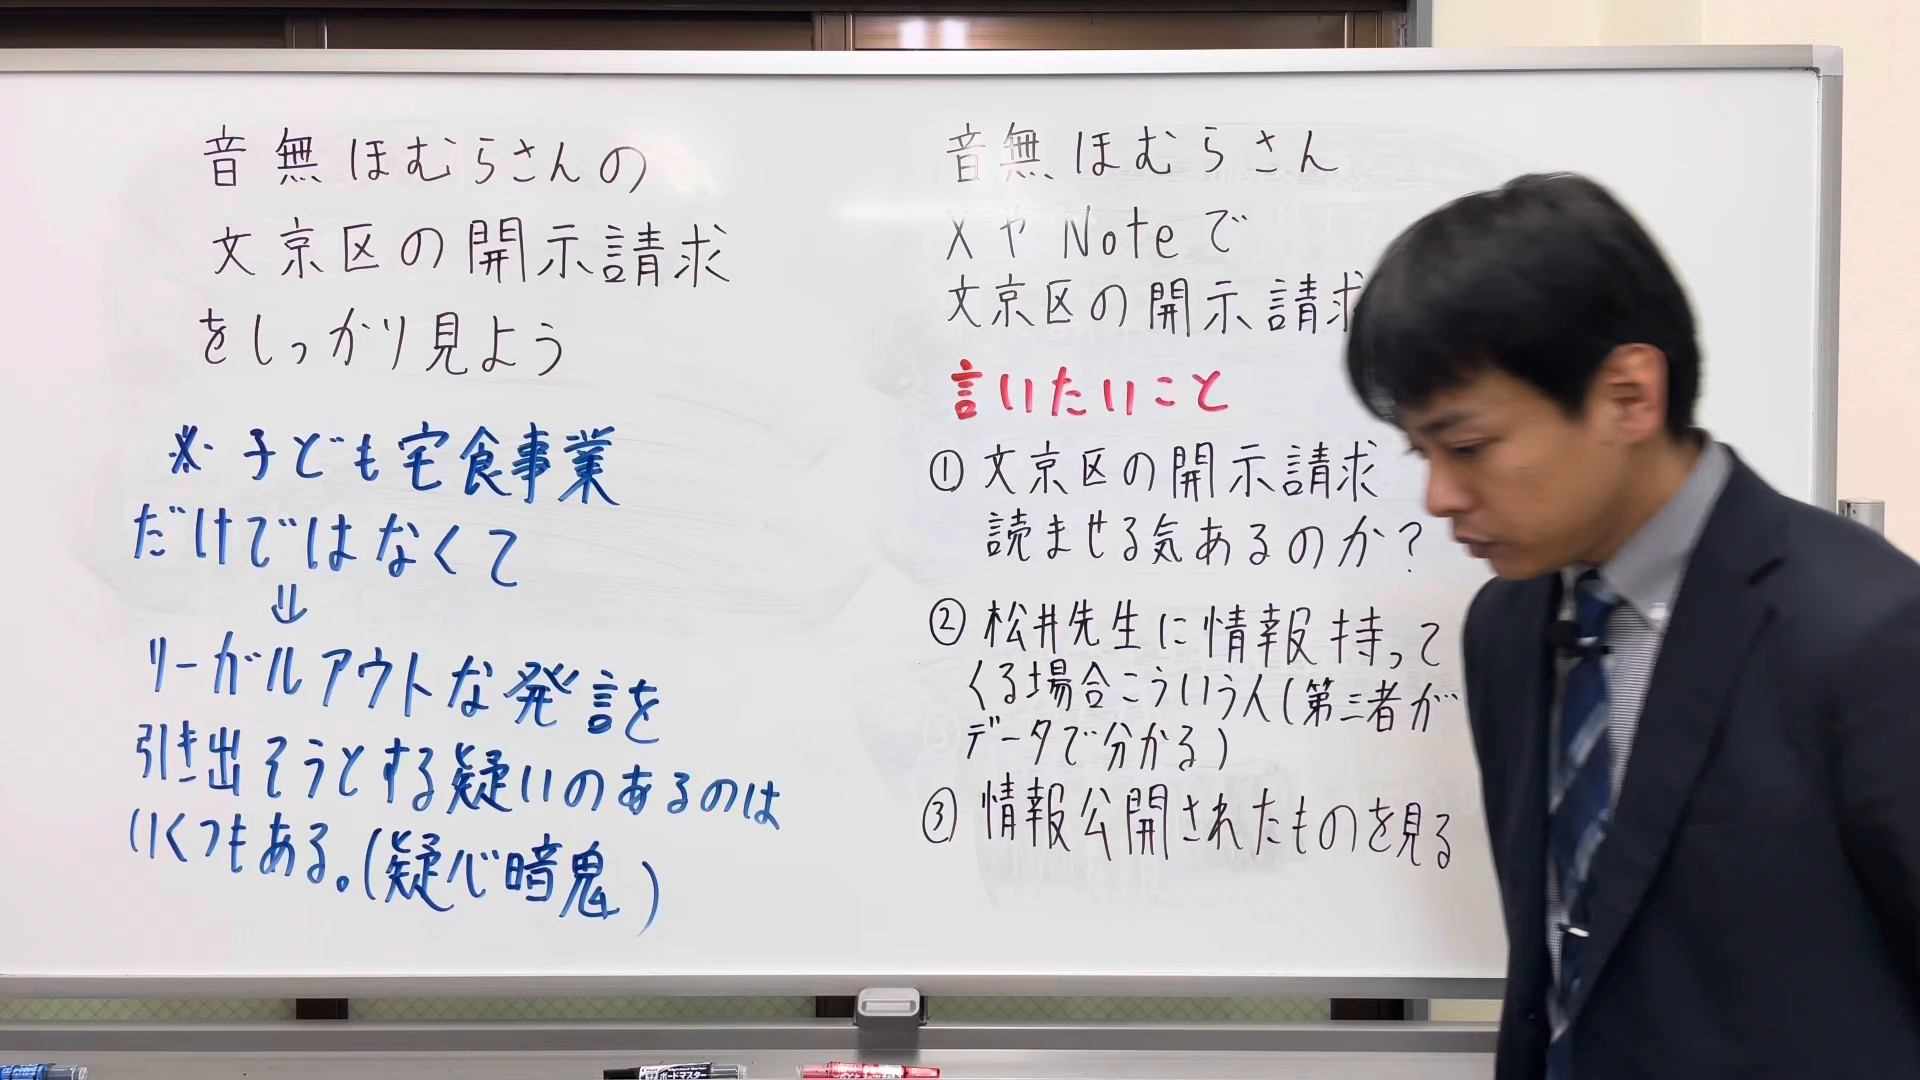 音無ほむらさんの
文京区の開示請求
をしっかり見よう
※子ども宅食事業
だけではなくて
⇓
リーガルアウトな発言を
引き出そうとする疑いのあるのは
いくつもある。(疑心暗鬼)
音無ほむらさん
XやNoteで
文京区の開示請求
言いたいこと
①文京区の開示請求
読ませる気あるのか?
②松井先生に情報持って
くる場合こういう人(第三者が
データで分かる)
③情報公開されたものを見る
ボードマスター